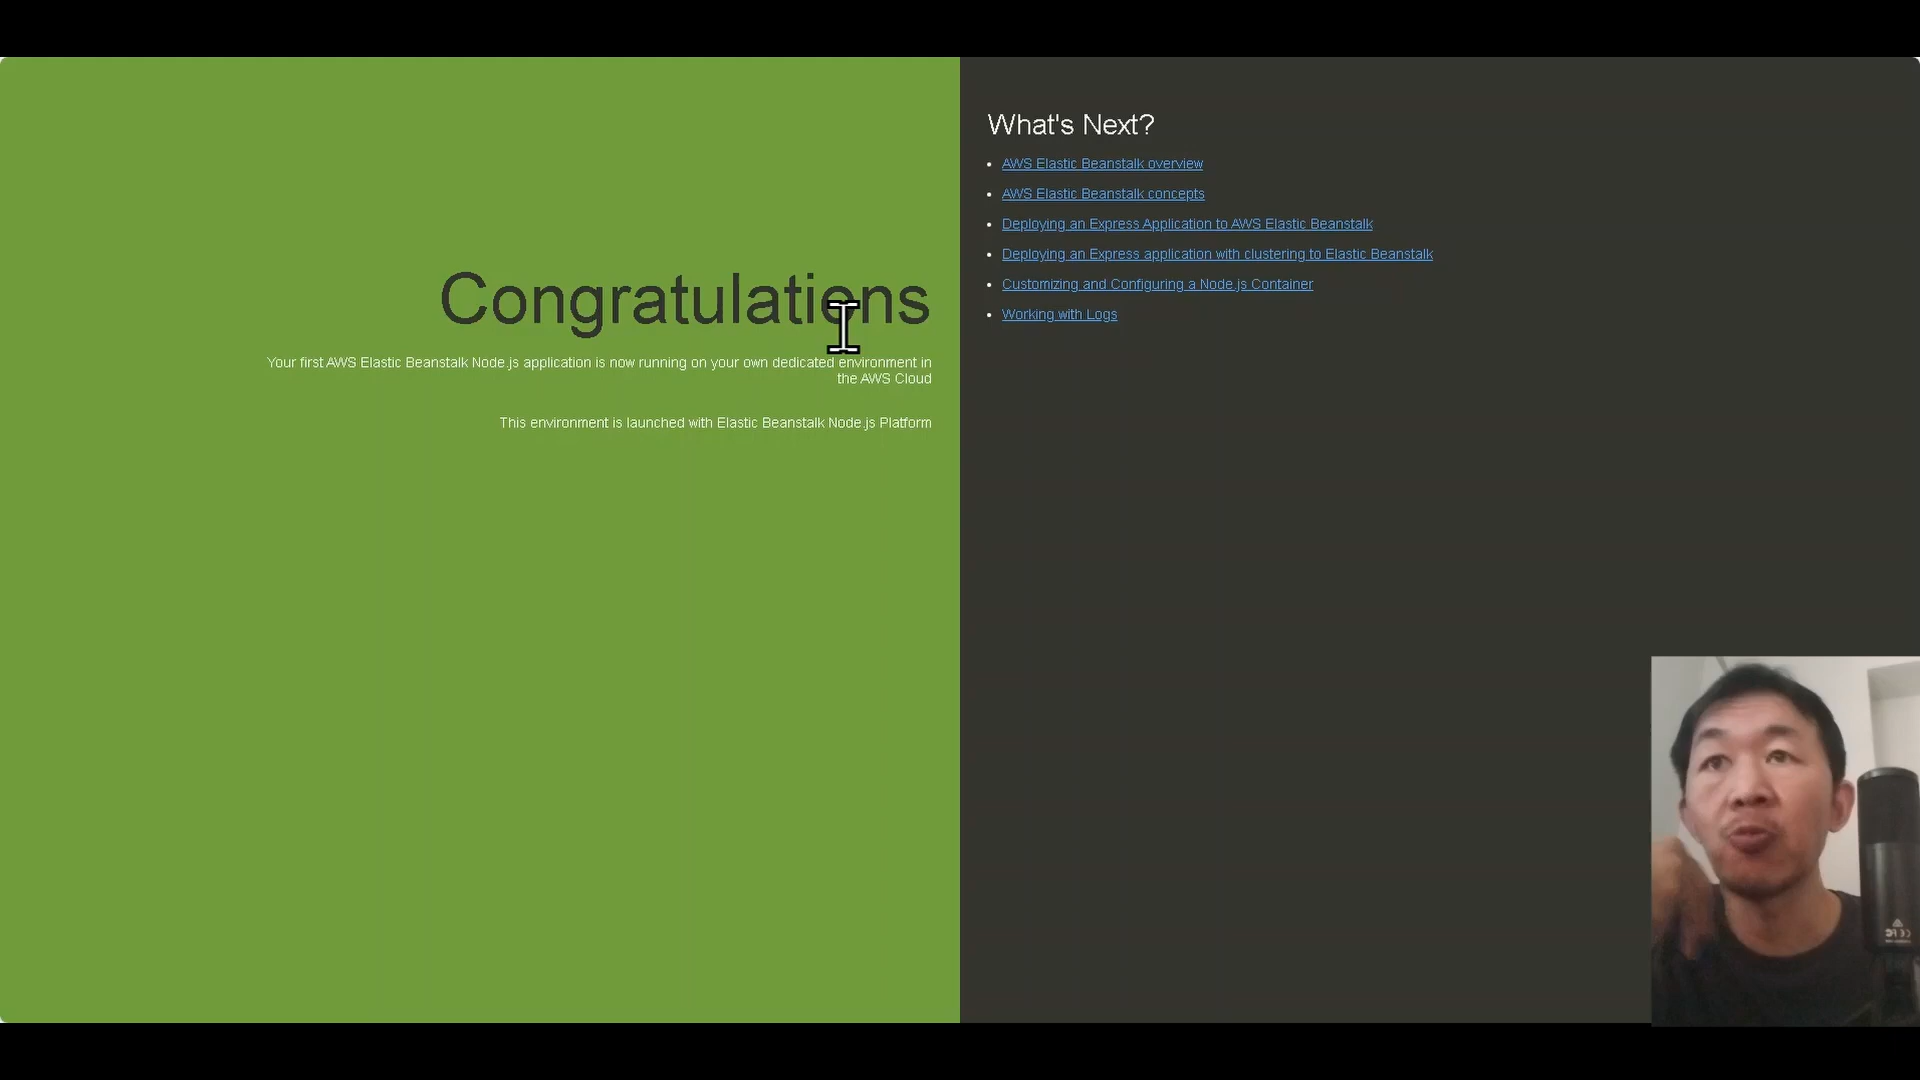 Congratulations
Your first AWS Elastic Beanstalk Node.js application is now running on your own dedicated environment in
the AWS Cloud
This environment is launched with Elastic Beanstalk Node.js Platform
What's Next?
AWS Elastic Beanstalk overview
AWS Elastic Beanstalk concepts
Deploying an Express Application to AWS Elastic Beanstalk
Deploying an Express application with clustering to Elastic Beanstalk
Customizing and Configuring a Node.js Container
Working with Logs